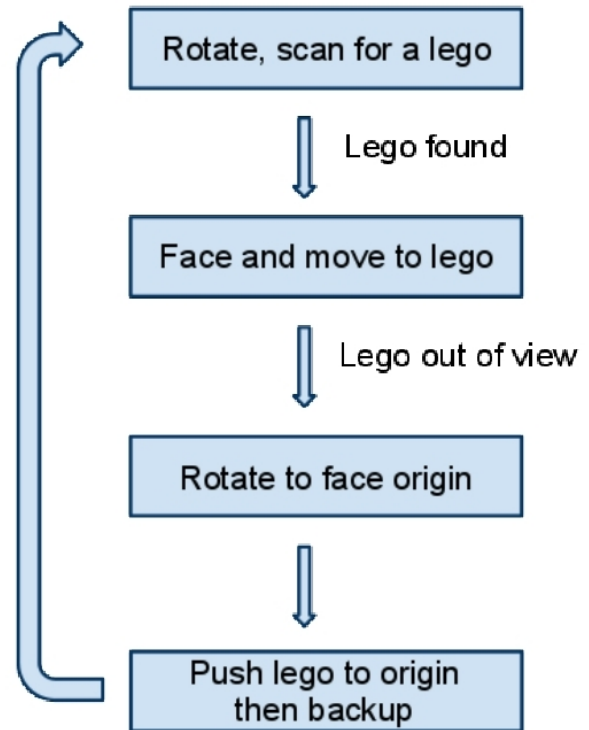 Rotate, scan for a lego
Lego found
Face and move to lego
Lego out of view
Rotate to face origin
Push lego to origin
then backup